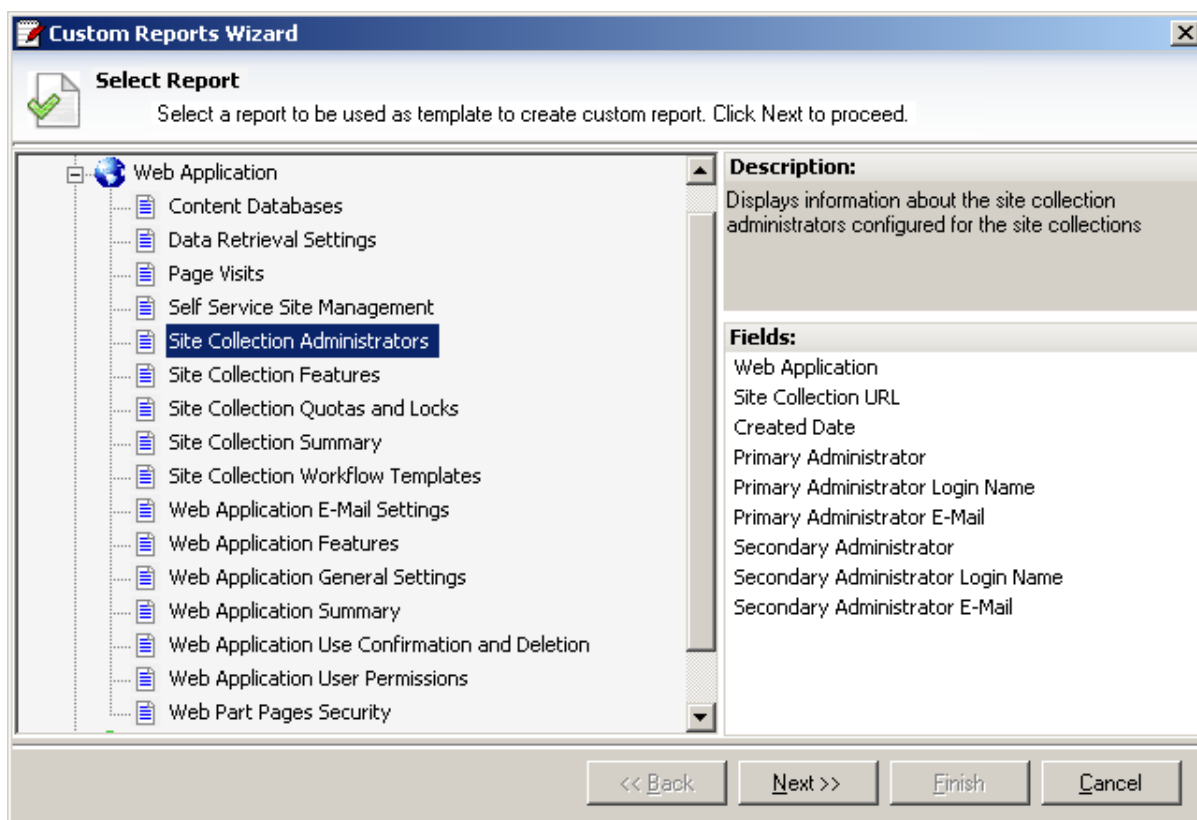 Custom Reports Wizard
Select Report
Select a report to be used as template to create custom report. Click Next to proceed.
Web Application
Content Databases
Data Retrieval Settings
Page Visits
Self Service Site Management
Site Collection Administrators
Site Collection Features
Site Collection Quotas and Locks
Site Collection Summary
Site Collection Workflow Templates
Web Application E-Mail Settings
Web Application Features
Web Application General Settings
Web Application Summary
Web Application Use Confirmation and Deletion
Web Application User Permissions
Web Part Pages Security
Description:
Displays information about the site collection
administrators configured for the site collections
Fields:
Web Application
Site Collection URL
Created Date
Primary Administrator
Primary Administrator Login Name
Primary Administrator E-Mail
Secondary Administrator
Secondary Administrator Login Name
Secondary Administrator E-Mail
<< Back
Next >>
Finish
Cancel